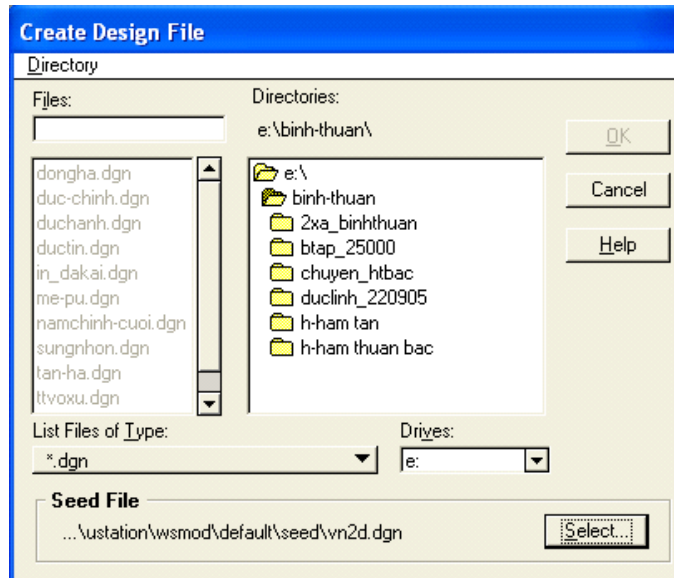 Create Design File
Directory
Files:
Directories:
e:\binh-thuan\
OK
Cancel
Help
dongha.dgn
duc-chinh.dgn
duchanh.dgn
ductin.dgn
in_dakai.dgn
me-pu.dgn
namchinh-cuoi.dgn
sungnhon.dgn
tan-ha.dgn
ttvoxu.dgn
e:\
binh-thuan
2xa_binhthuan
btap_25000
chuyen_htbac
duclinh_220905
h-ham tan
h-ham thuan bac
List Files of Type:
*.dgn
Drives:
e:
Seed File
...\ustation\wsmod\default\seed\vn2d.dgn
Select...